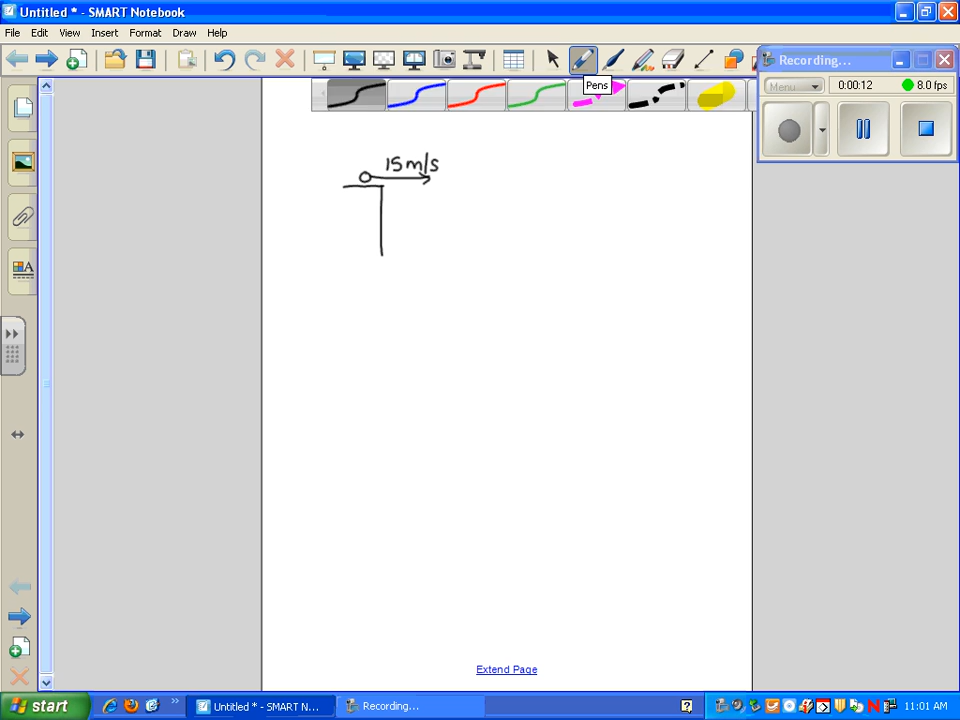 Untitled * - SMART Notebook
File Edit View Insert Format Draw Help
Recording...
Menu 0:00:12 8.0 fps
Pens
15 m/s
Extend Page
start Untitled * - SMART N... Recording... 11:01 AM